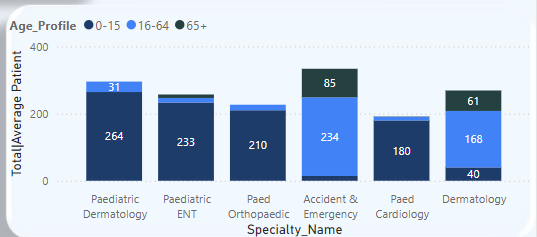 Age_Profile 0-15 16-64 65+
Total|Average Patient
400
200
0
31
264
233
210
85
234
180
61
168
40
Paediatric
Dermatology
Paediatric
ENT
Paed
Orthopaedic
Accident &
Emergency
Paed
Cardiology
Dermatology
Specialty_Name